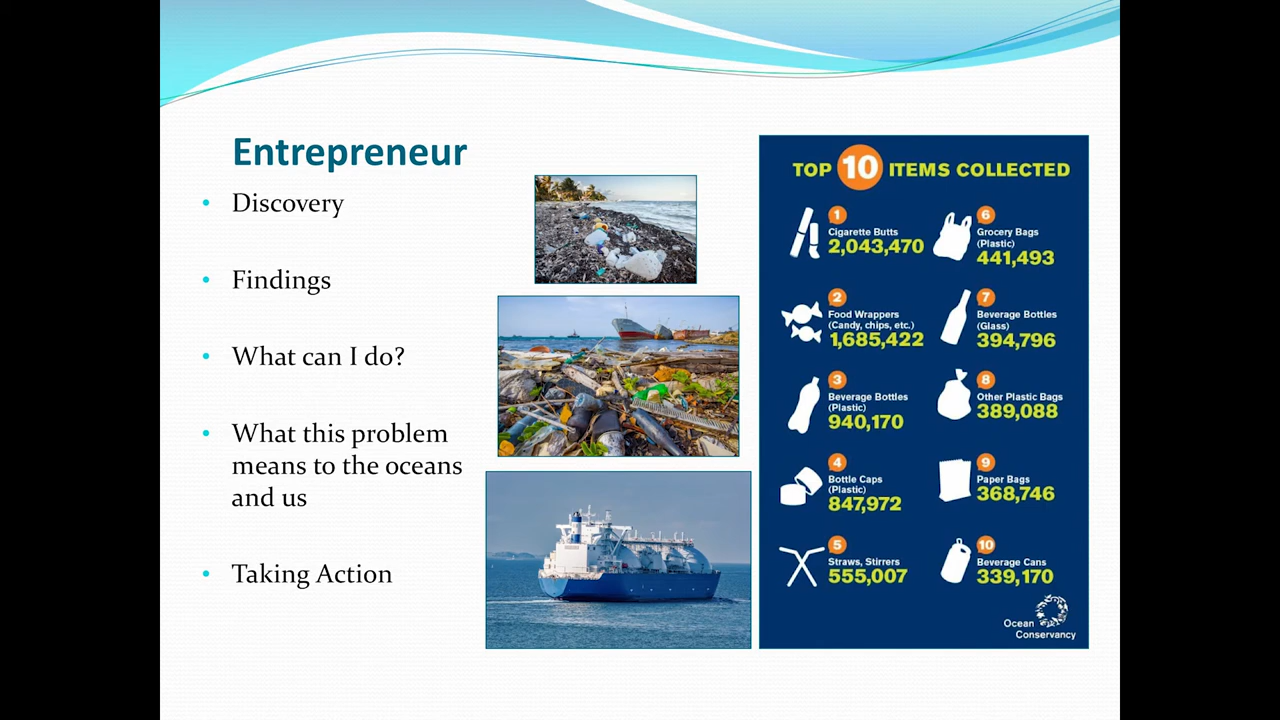 Entrepreneur
Discovery
Findings
What can I do?
What this problem
means to the oceans
and us
Taking Action
TOP 10 ITEMS COLLECTED
1
Cigarette Butts
2,043,470
2
Food Wrappers
(Candy, chips, etc.)
1,685,422
3
Beverage Bottles
(Plastic)
940,170
4
Bottle Caps
(Plastic)
847,972
5
Straws, Stirrers
555,007
6
Grocery Bags
(Plastic)
441,493
7
Beverage Bottles
(Glass)
394,796
8
Other Plastic Bags
389,088
9
Paper Bags
368,746
10
Beverage Cans
339,170
Ocean
Conservancy